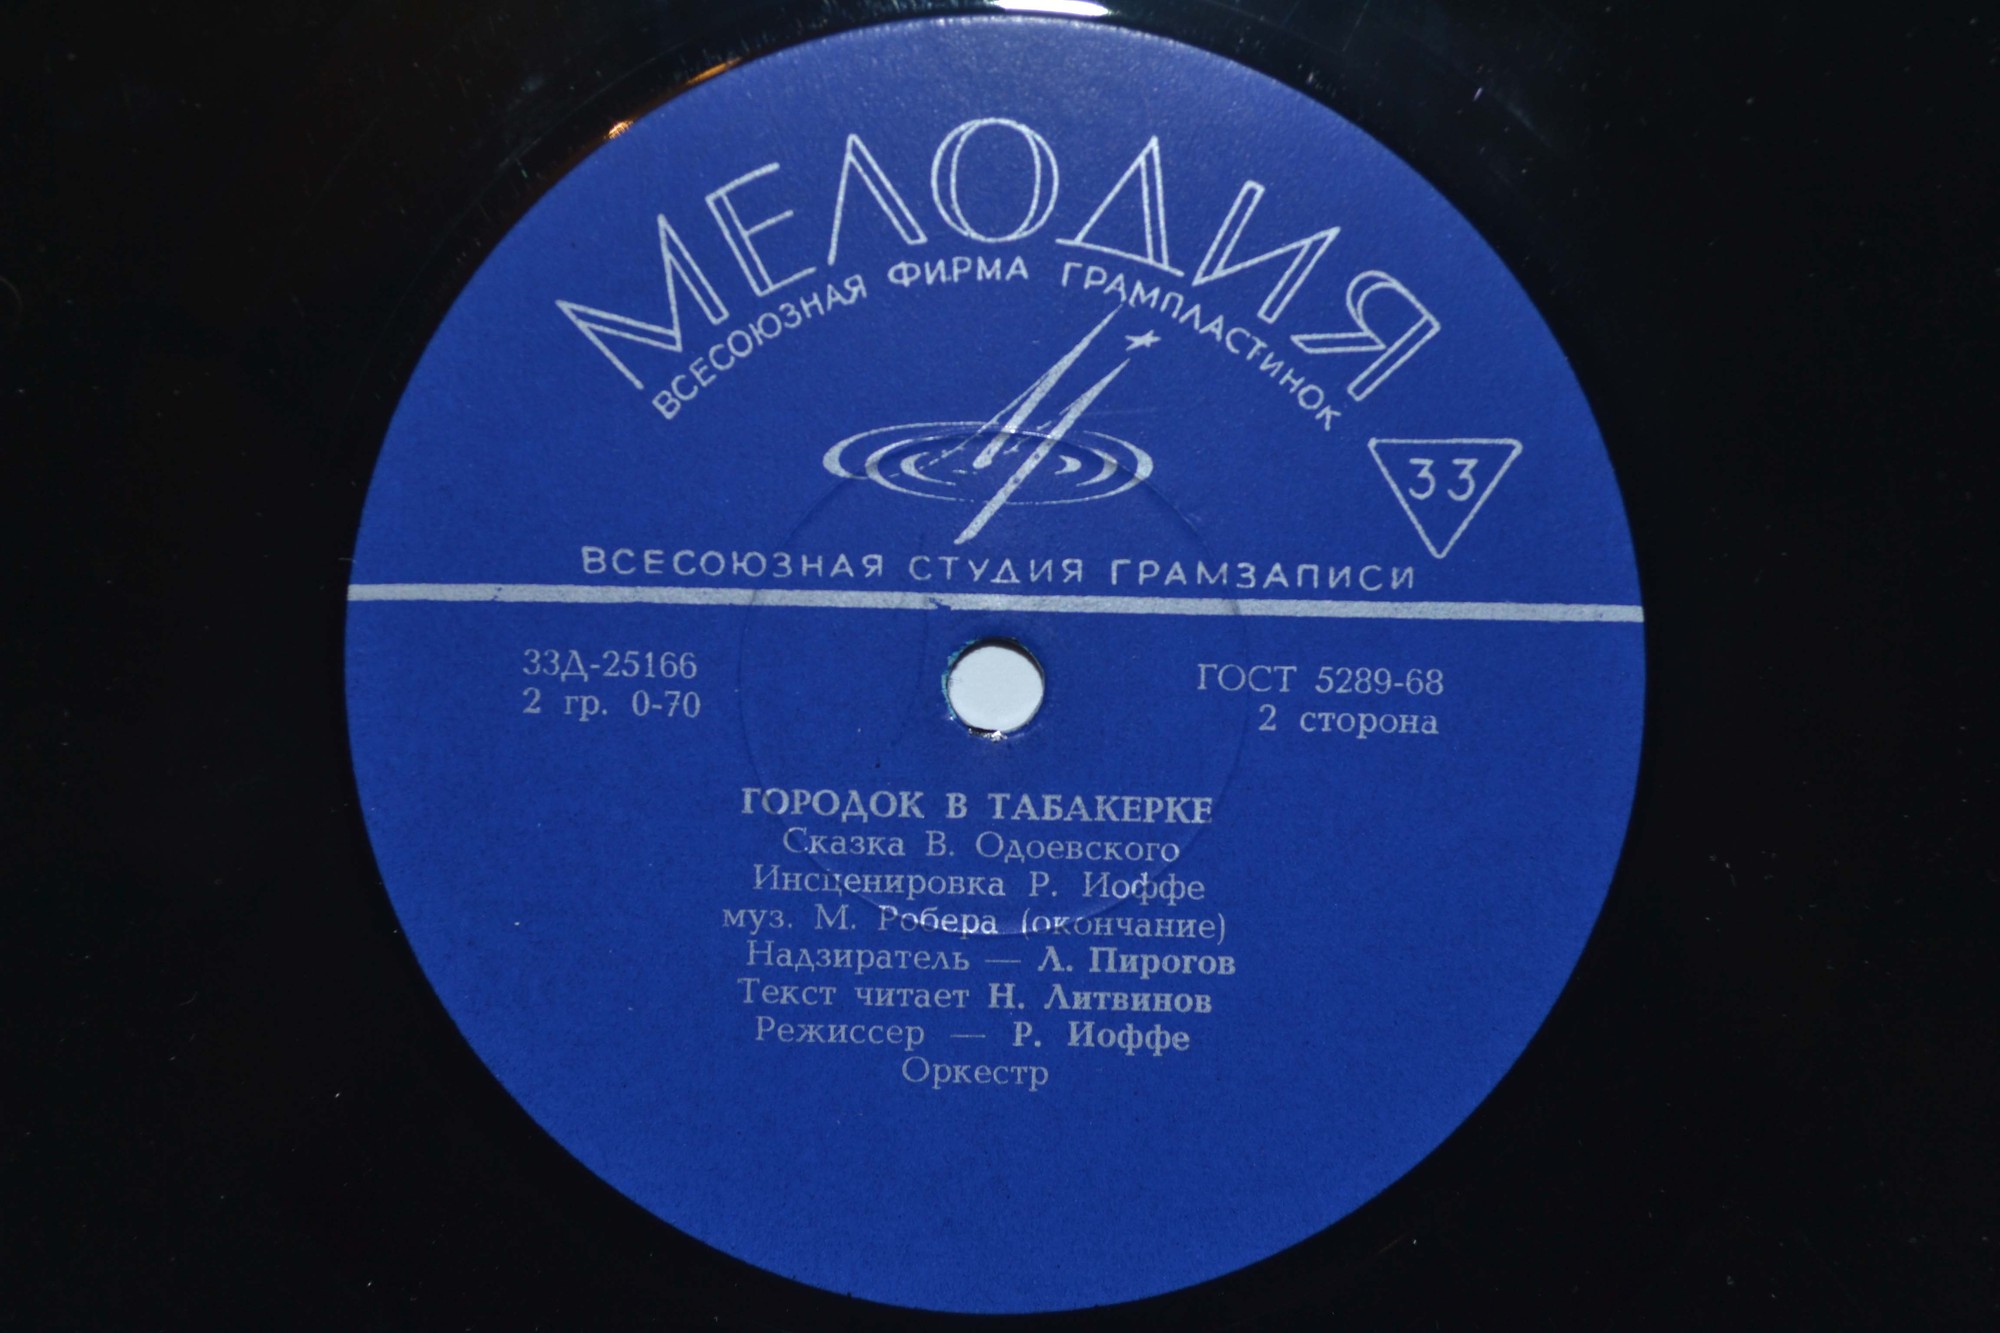 МЕЛОДИЯ
ВСЕСОЮЗНАЯ ФИРМА ГРАМПЛАСТИНОК
33
ВСЕСОЮЗНАЯ СТУДИЯ ГРАМЗАПИСИ
33Д-25166
2 гр. 0-70
ГОСТ 5289-68
2 сторона
ГОРОДОК В ТАБАКЕРКЕ
Сказка В. Одоевского
Инсценировка Р. Иоффе
муз. М. Робера (окончание)
Надзиратель — Л. Пирогов
Текст читает Н. Литвинов
Режиссер — Р. Иоффе
Оркестр